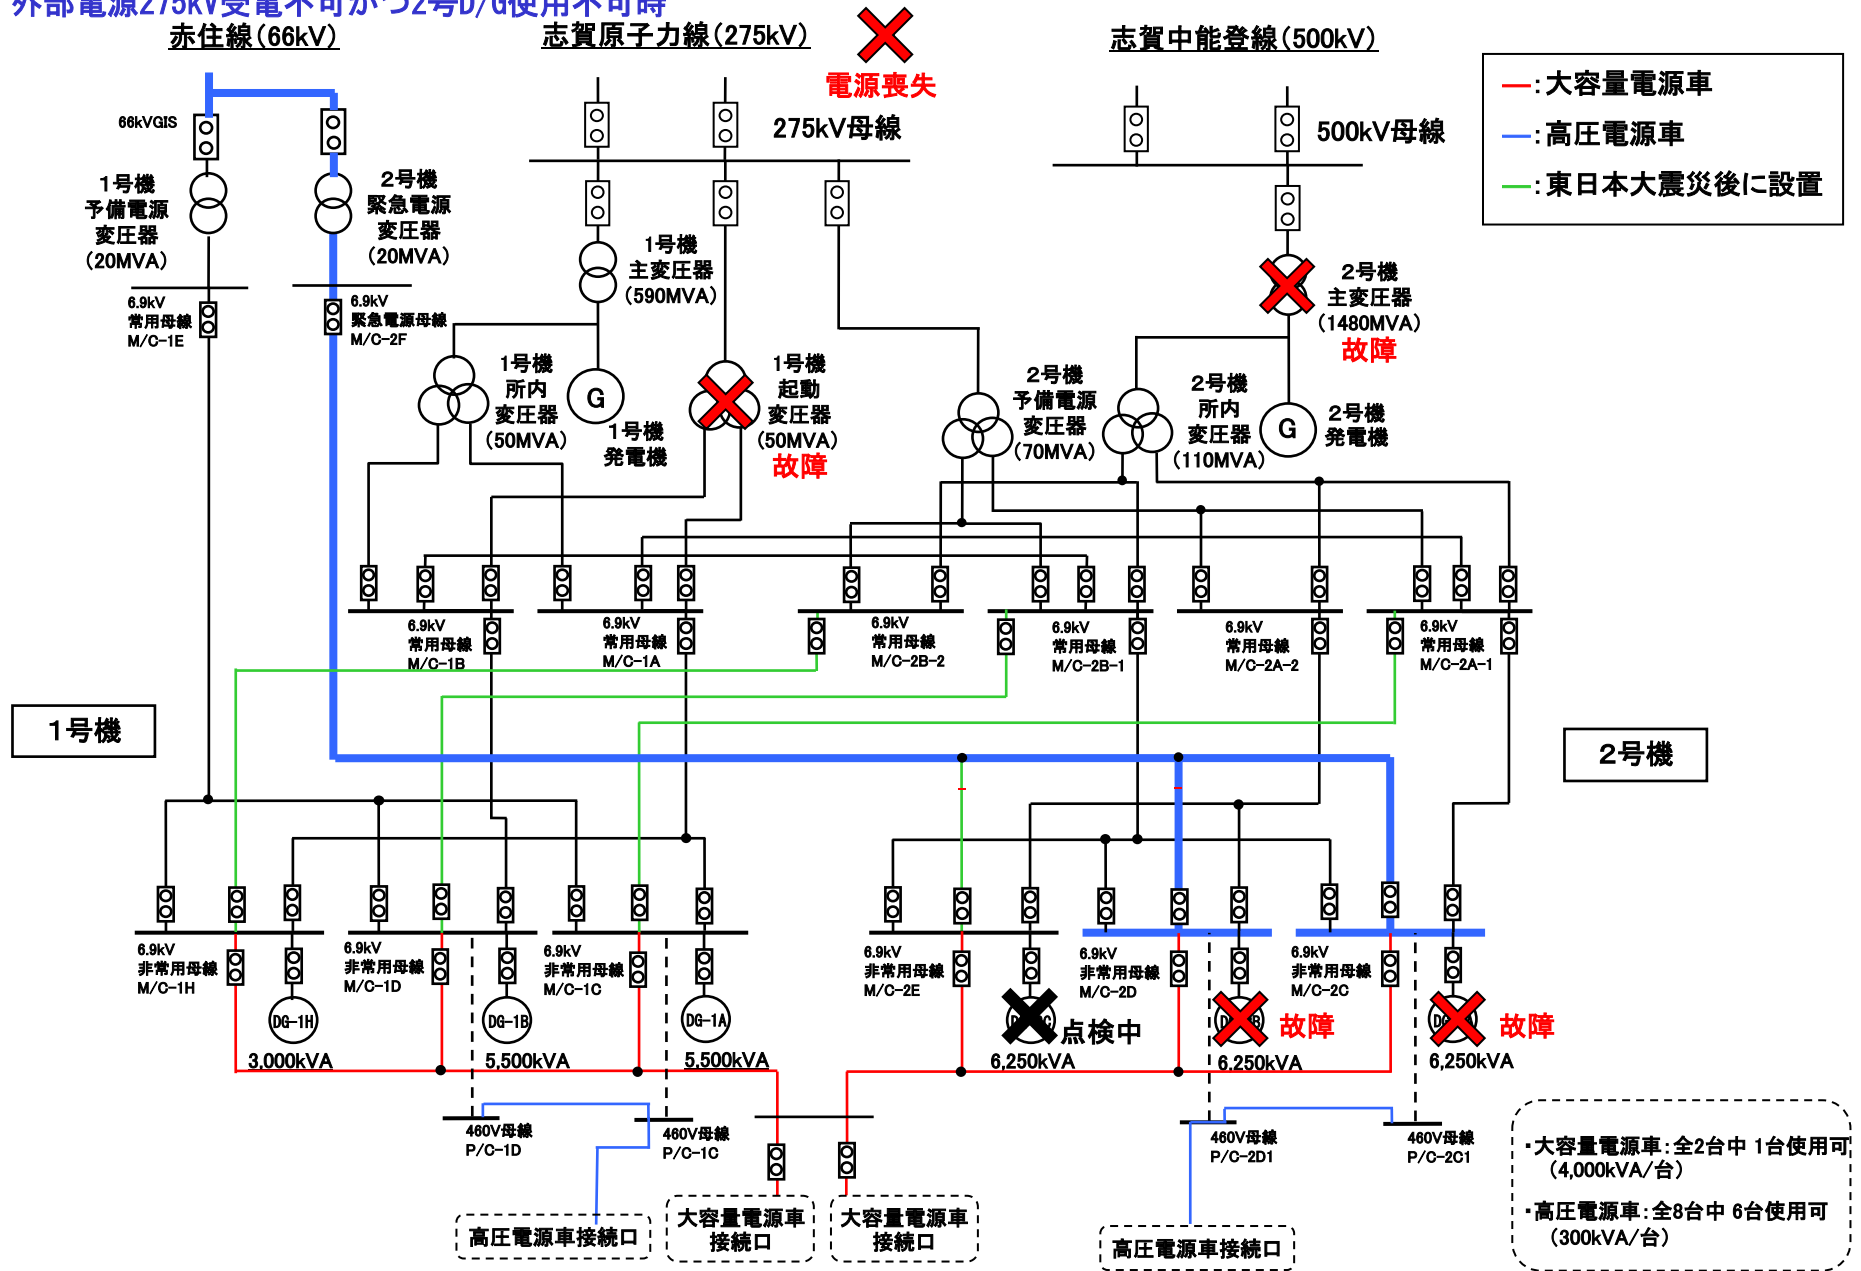 外部電源275kV受電不可かつ2号D/G使用不可時
赤住線(66kV)
志賀原子力線(275kV)
電源喪失
志賀中能登線(500kV)
:大容量電源車
:高圧電源車
:東日本大震災後に設置
66kVGIS
275kV母線
500kV母線
1号機
予備電源
変圧器
(20MVA)
2号機
緊急電源
変圧器
(20MVA)
1号機
主変圧器
(590MVA)
2号機
主変圧器
(1480MVA)
故障
6.9kV
常用母線
M/C-1E
6.9kV
緊急電源母線
M/C-2F
1号機
所内
変圧器
(50MVA)
G
1号機
発電機
1号機
起動
変圧器
(50MVA)
故障
2号機
予備電源
変圧器
(70MVA)
2号機
所内
変圧器
(110MVA)
G
2号機
発電機
6.9kV
常用母線
M/C-1B
6.9kV
常用母線
M/C-1A
6.9kV
常用母線
M/C-2B-2
6.9kV
常用母線
M/C-2B-1
6.9kV
常用母線
M/C-2A-2
6.9kV
常用母線
M/C-2A-1
1号機
2号機
6.9kV
非常用母線
M/C-1H
6.9kV
非常用母線
M/C-1D
6.9kV
非常用母線
M/C-1C
6.9kV
非常用母線
M/C-2E
6.9kV
非常用母線
M/C-2D
6.9kV
非常用母線
M/C-2C
DG-1H
3,000kVA
DG-1B
5,500kVA
DG-1A
5,500kVA
点検中
6,250kVA
故障
6,250kVA
故障
6,250kVA
460V母線
P/C-1D
460V母線
P/C-1C
460V母線
P/C-2D1
460V母線
P/C-2C1
高圧電源車接続口
大容量電源車
接続口
大容量電源車
接続口
高圧電源車接続口
・大容量電源車:全2台中 1台使用可
(4,000kVA/台)
・高圧電源車:全8台中 6台使用可
(300kVA/台)